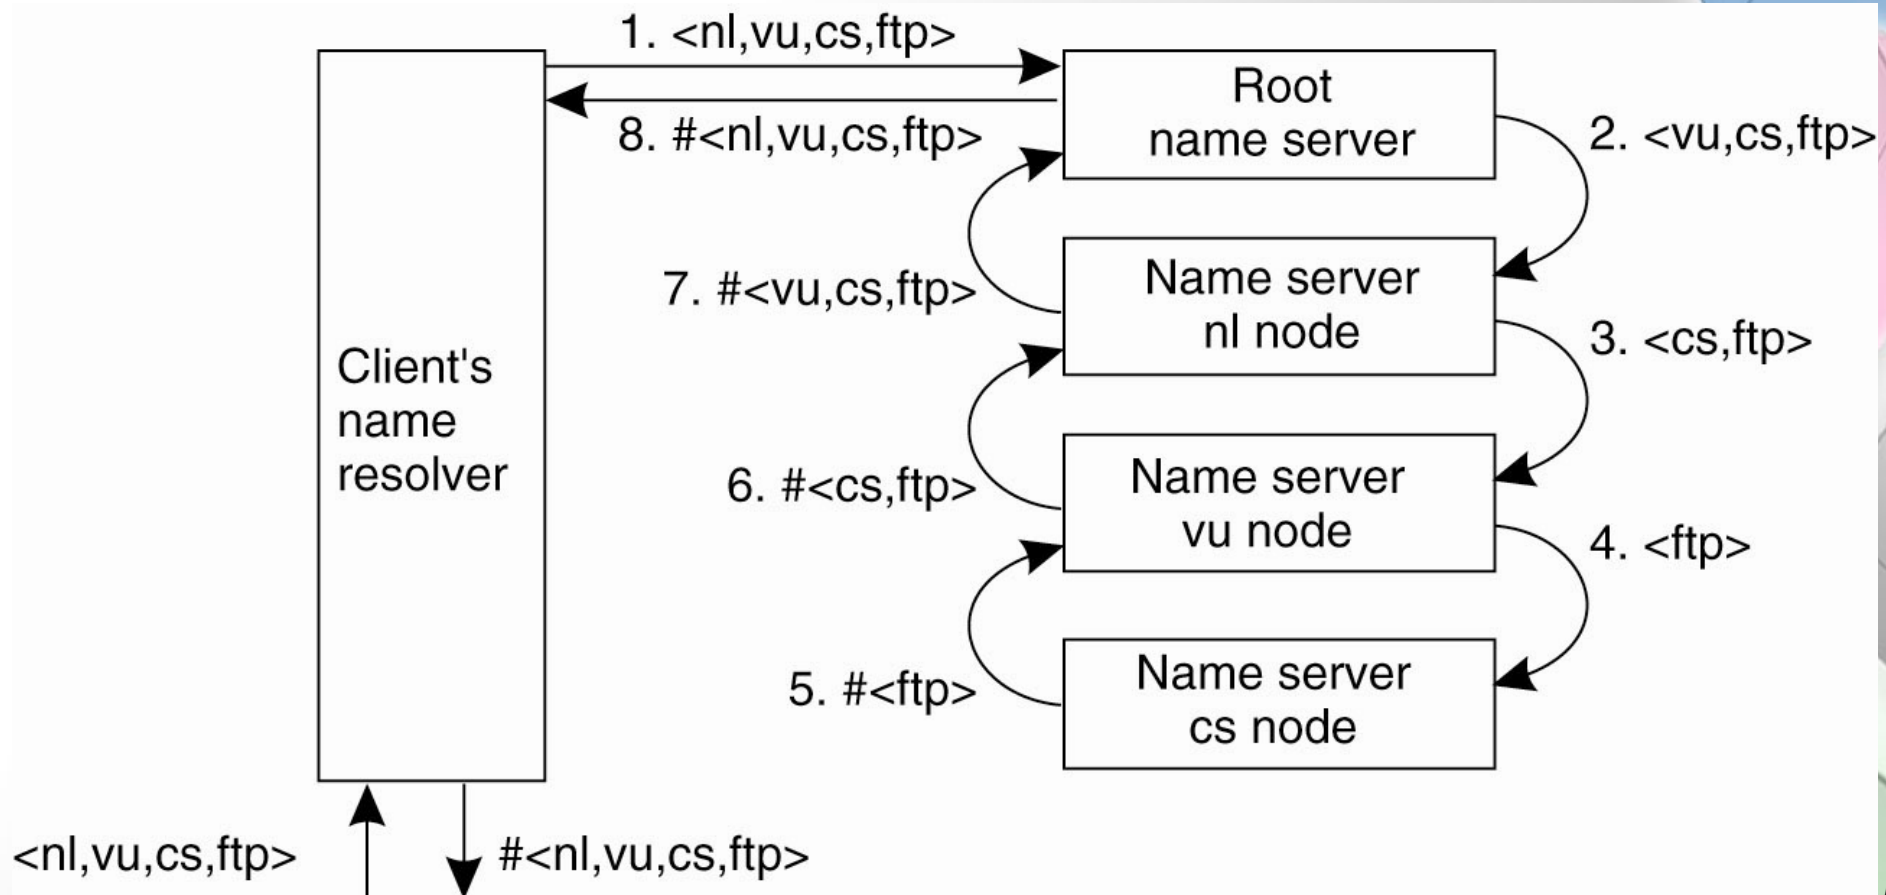 1. <nl,vu,cs,ftp>
8. #<nl,vu,cs,ftp>
Root
name server
2. <vu,cs,ftp>
7. #<vu,cs,ftp>
Name server
nl node
3. <cs,ftp>
Client's
name
resolver
6. #<cs,ftp>
Name server
vu node
4. <ftp>
5. #<ftp>
Name server
cs node
<nl,vu,cs,ftp>
#<nl,vu,cs,ftp>